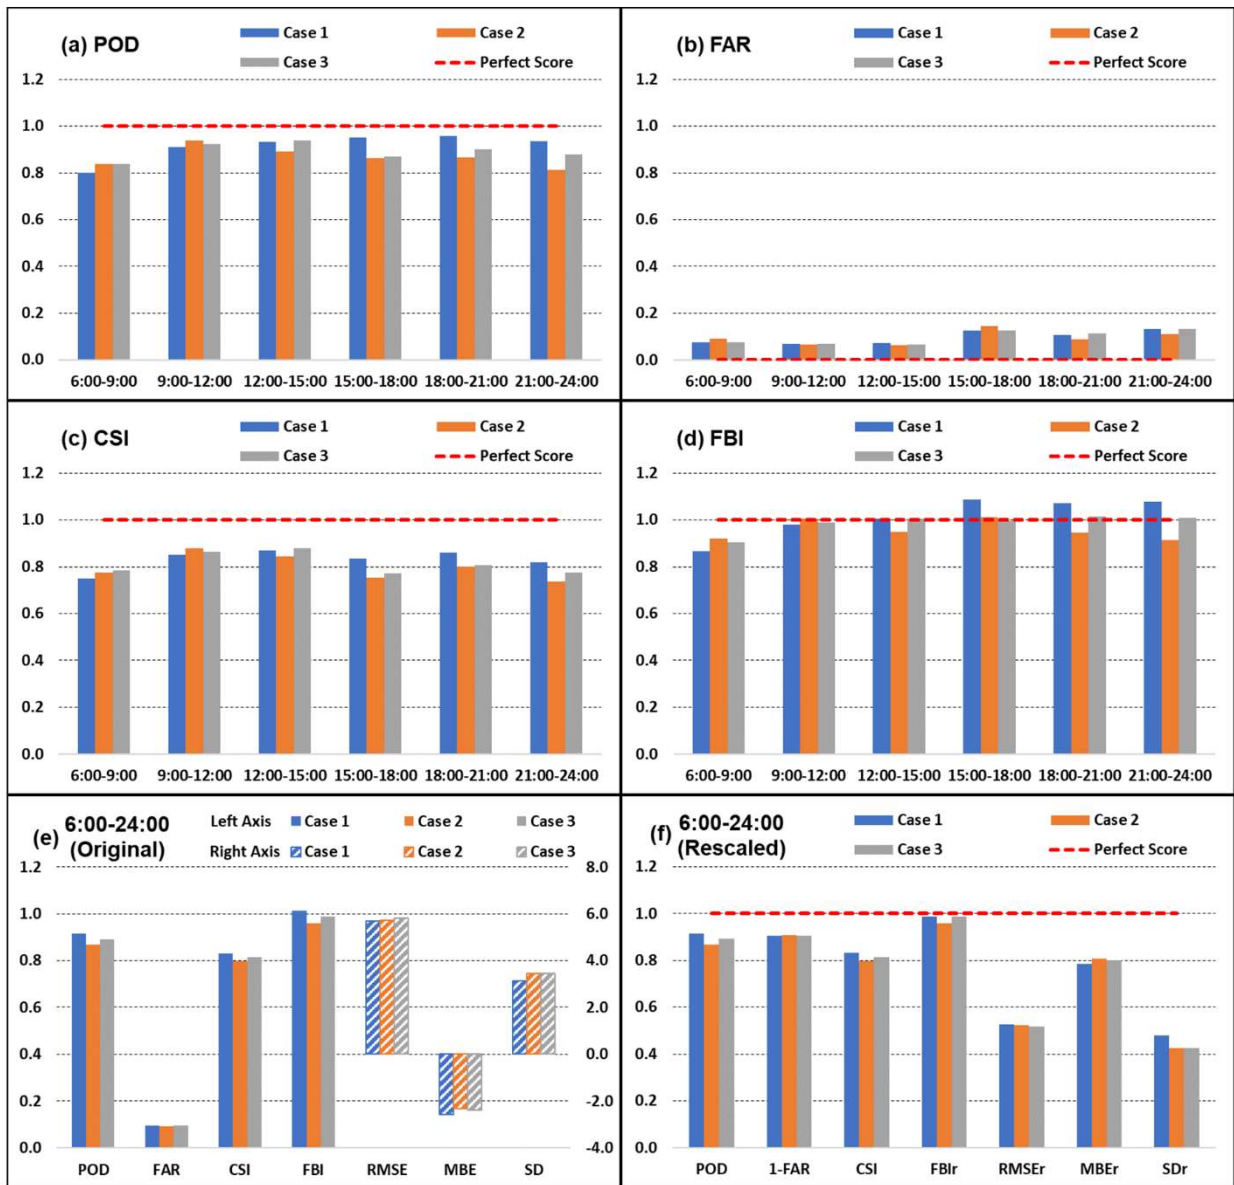 (a) POD
Case 1
Case 2
Case 3
Perfect Score
1.2
1.0
0.8
0.6
0.4
0.2
0.0
6:00-9:00 9:00-12:00 12:00-15:00 15:00-18:00 18:00-21:00 21:00-24:00
(b) FAR
Case 1
Case 2
Case 3
Perfect Score
1.2
1.0
0.8
0.6
0.4
0.2
0.0
6:00-9:00 9:00-12:00 12:00-15:00 15:00-18:00 18:00-21:00 21:00-24:00
(c) CSI
Case 1
Case 2
Case 3
Perfect Score
1.2
1.0
0.8
0.6
0.4
0.2
0.0
6:00-9:00 9:00-12:00 12:00-15:00 15:00-18:00 18:00-21:00 21:00-24:00
(d) FBI
Case 1
Case 2
Case 3
Perfect Score
1.2
1.0
0.8
0.6
0.4
0.2
0.0
6:00-9:00 9:00-12:00 12:00-15:00 15:00-18:00 18:00-21:00 21:00-24:00
(e) 6:00-24:00
(Original)
Left Axis Case 1 Case 2 Case 3
Right Axis Case 1 Case 2 Case 3
1.2
1.0
0.8
0.6
0.4
0.2
0.0
8.0
6.0
4.0
2.0
0.0
-2.0
-4.0
POD FAR CSI FBI RMSE MBE SD
(f) 6:00-24:00
(Rescaled)
Case 1
Case 2
Case 3
Perfect Score
1.2
1.0
0.8
0.6
0.4
0.2
0.0
POD 1-FAR CSI FBIr RMSEr MBEr SDr